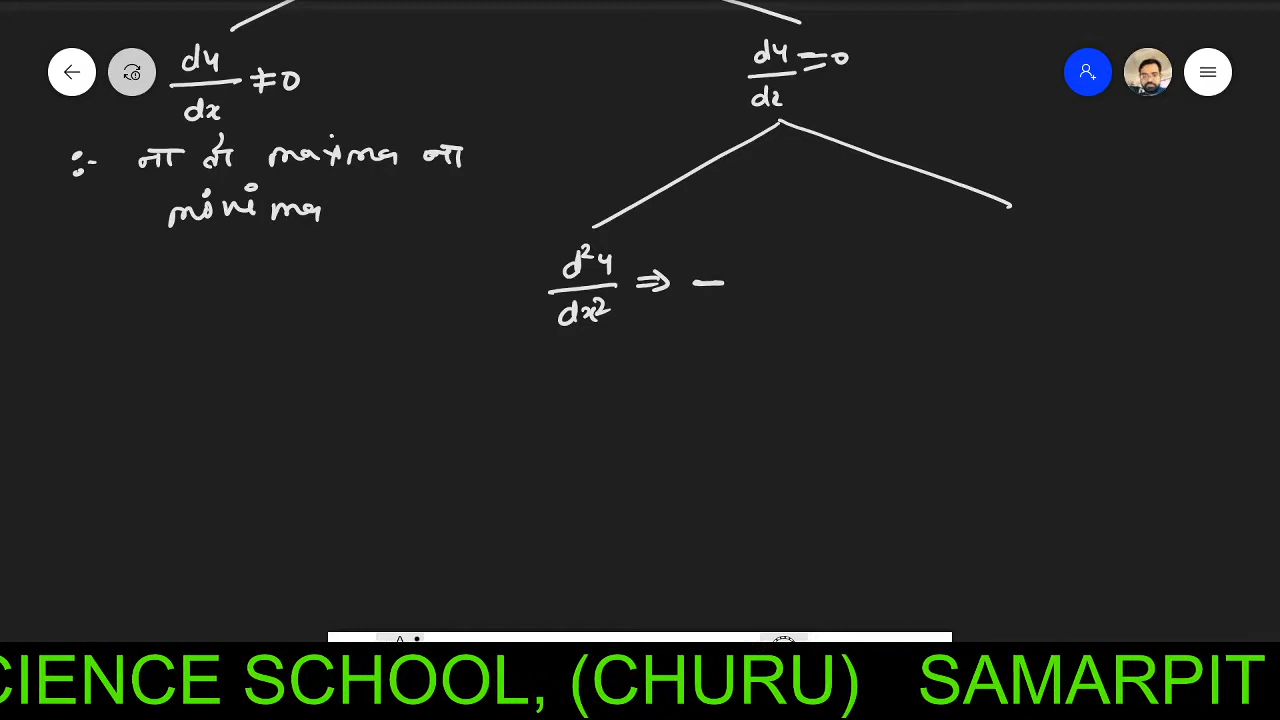 dy/dx ≠ 0
dy/dx = 0
∴ ना तो maxima ना
minima
d²y/dx² ⇒ −
CIENCE SCHOOL, (CHURU) SAMARPIT